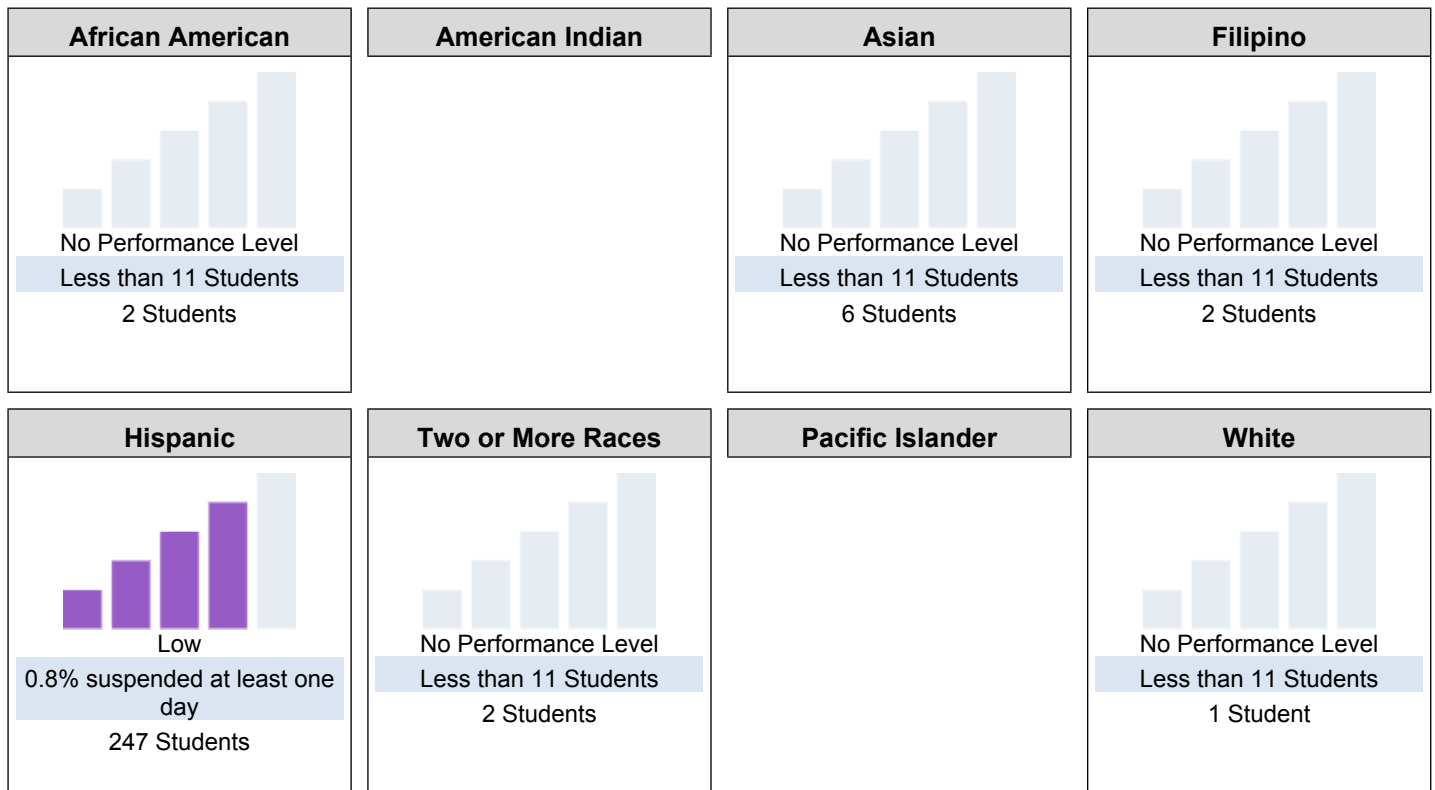 African American
No Performance Level
Less than 11 Students
2 Students
American Indian
Asian
No Performance Level
Less than 11 Students
6 Students
Filipino
No Performance Level
Less than 11 Students
2 Students
Hispanic
Low
0.8% suspended at least one
day
247 Students
Two or More Races
No Performance Level
Less than 11 Students
2 Students
Pacific Islander
White
No Performance Level
Less than 11 Students
1 Student